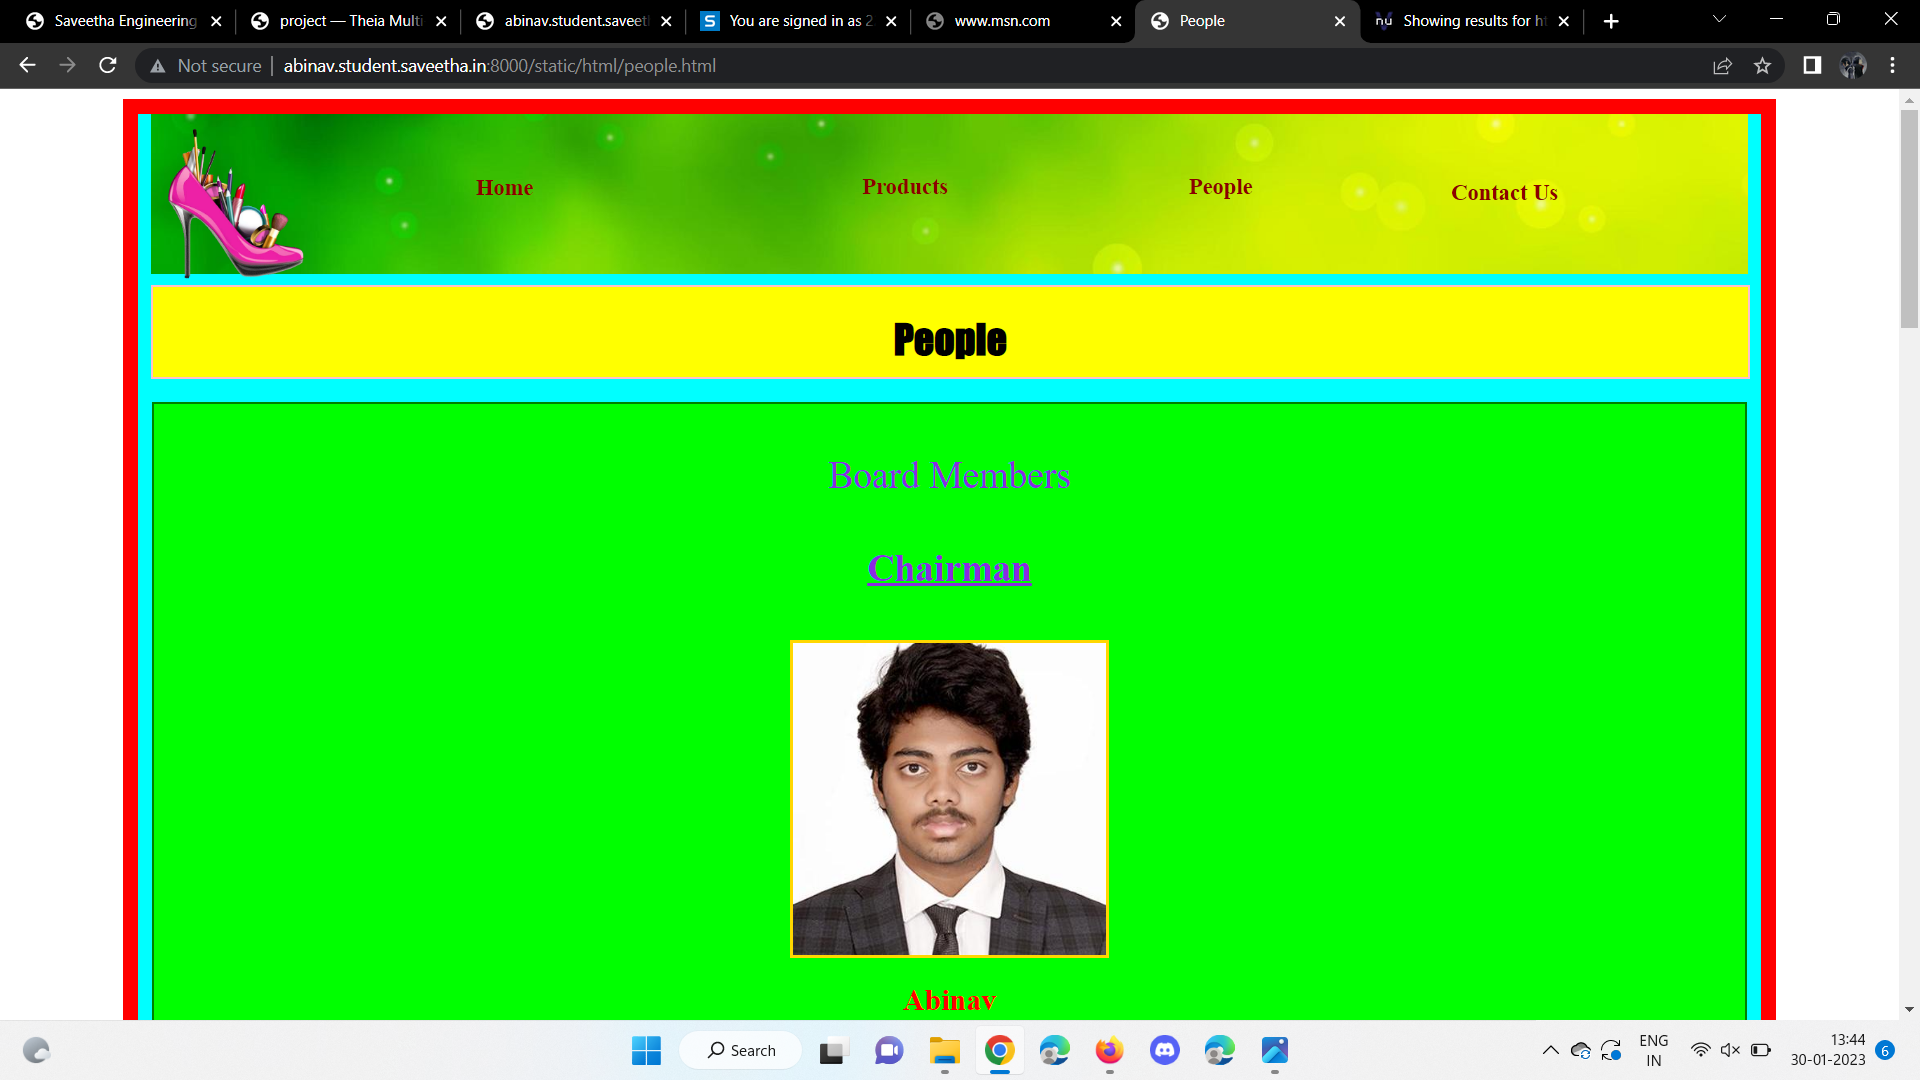 Saveetha Engineering
project — Theia Multi
abinav.student.saveet
You are signed in as 2
www.msn.com
People
Showing results for ht
Not secure
abinav.student.saveetha.in:8000/static/html/people.html
Home
Products
People
Contact Us
People
Board Members
Chairman
Abinav
Search
ENG
IN
13:44
30-01-2023
6